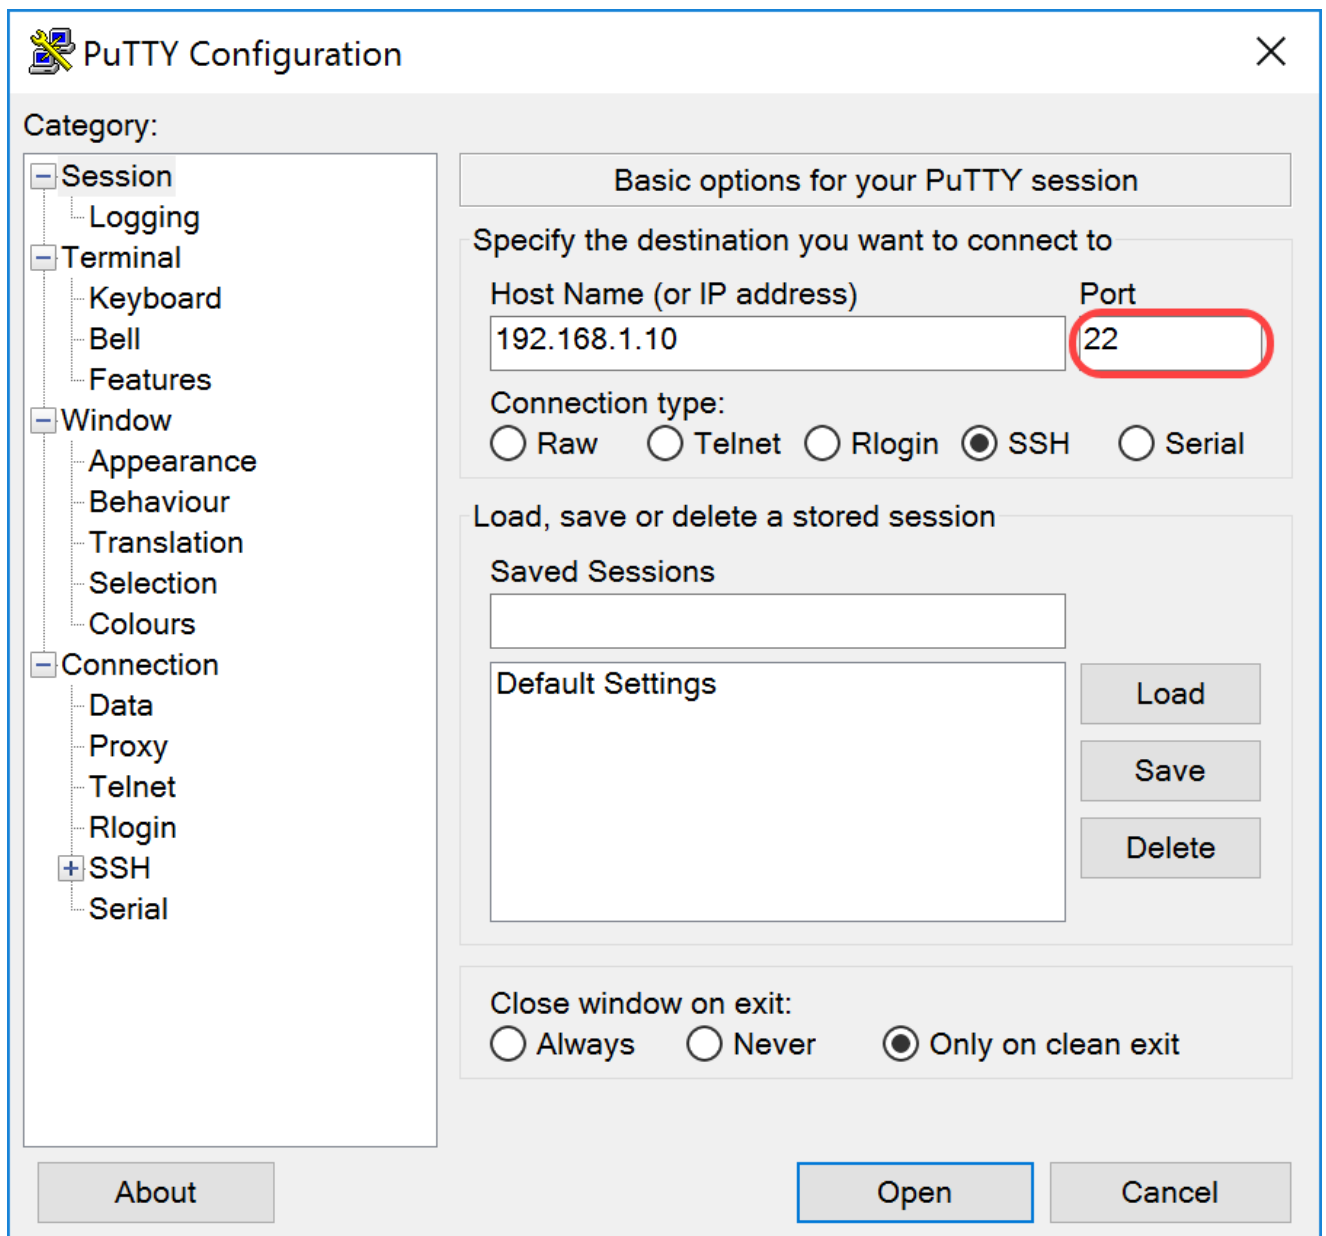 PuTTY Configuration
Category:
Session
Logging
Terminal
Keyboard
Bell
Features
Window
Appearance
Behaviour
Translation
Selection
Colours
Connection
Data
Proxy
Telnet
Rlogin
SSH
Serial
Basic options for your PuTTY session
Specify the destination you want to connect to
Host Name (or IP address) Port
192.168.1.10 22
Connection type:
Raw Telnet Rlogin SSH Serial
Load, save or delete a stored session
Saved Sessions
Default Settings
Load
Save
Delete
Close window on exit:
Always Never Only on clean exit
About Open Cancel